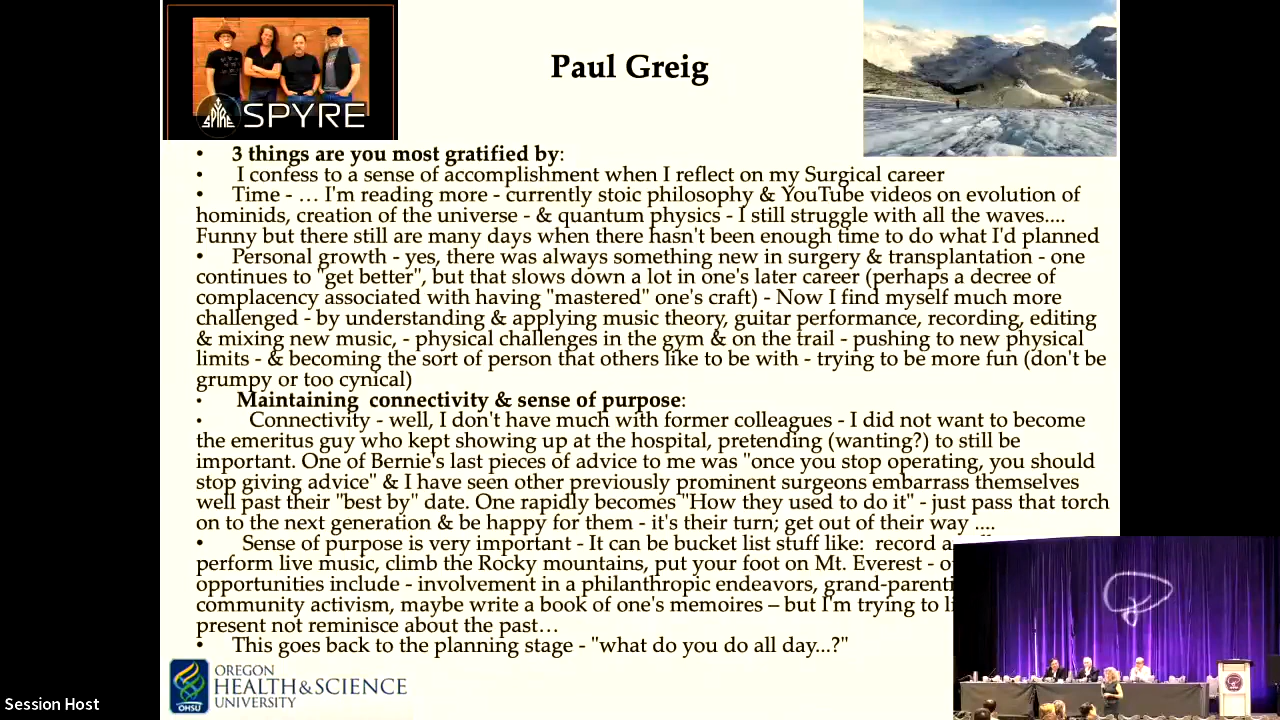 SPYRE
SPYRE
Paul Greig
• 3 things are you most gratified by:
• I confess to a sense of accomplishment when I reflect on my Surgical career
• Time - … I'm reading more - currently stoic philosophy & YouTube videos on evolution of
hominids, creation of the universe - & quantum physics - I still struggle with all the waves....
Funny but there still are many days when there hasn't been enough time to do what I'd planned
• Personal growth - yes, there was always something new in surgery & transplantation - one
continues to "get better", but that slows down a lot in one's later career (perhaps a decree of
complacency associated with having "mastered" one's craft) - Now I find myself much more
challenged - by understanding & applying music theory, guitar performance, recording, editing
& mixing new music, - physical challenges in the gym & on the trail - pushing to new physical
limits - & becoming the sort of person that others like to be with - trying to be more fun (don't be
grumpy or too cynical)
• Maintaining connectivity & sense of purpose:
• Connectivity - well, I don't have much with former colleagues - I did not want to become
the emeritus guy who kept showing up at the hospital, pretending (wanting?) to still be
important. One of Bernie's last pieces of advice to me was "once you stop operating, you should
stop giving advice" & I have seen other previously prominent surgeons embarrass themselves
well past their "best by" date. One rapidly becomes "How they used to do it" - just pass that torch
on to the next generation & be happy for them - it's their turn; get out of their way ....
• Sense of purpose is very important - It can be bucket list stuff like: record a
perform live music, climb the Rocky mountains, put your foot on Mt. Everest -
opportunities include - involvement in a philanthropic endeavors, grand-parenti
community activism, maybe write a book of one's memoires – but I'm trying to li
present not reminisce about the past…
• This goes back to the planning stage - "what do you do all day...?"
OHSU
OREGON
HEALTH&SCIENCE
UNIVERSITY
Session Host